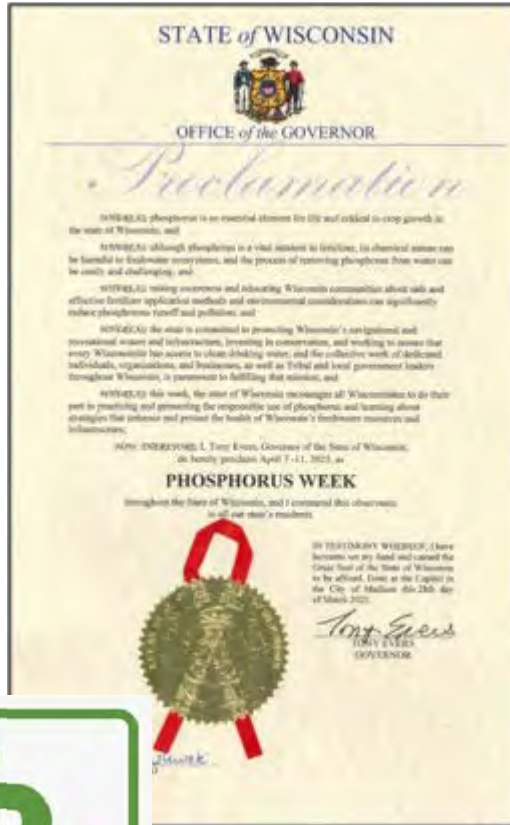 STATE of WISCONSIN
OFFICE of the GOVERNOR
Proclamation
WHEREAS; phosphorus is an essential element for life and critical to crop growth in
the state of Wisconsin; and
WHEREAS; although phosphorus is a vital nutrient in fertilizer, its chemical nature can
be harmful to freshwater ecosystems, and the process of removing phosphorus from water can
be costly and challenging; and
WHEREAS; raising awareness and educating Wisconsin communities about safe and
effective fertilizer application methods and environmental considerations can significantly
reduce phosphorus runoff and pollution; and
WHEREAS; the state is committed to protecting Wisconsin's navigational and
recreational waters and infrastructure, investing in conservation, and working to ensure that
every Wisconsinite has access to clean drinking water, and the collective work of dedicated
individuals, organizations, and businesses, as well as Tribal and local government leaders
throughout Wisconsin, is paramount to fulfilling that mission; and
WHEREAS; this week, the state of Wisconsin encourages all Wisconsinites to do their
part in practicing and promoting the responsible use of phosphorus and learning about
strategies that enhance and protect the health of Wisconsin's freshwater resources and
infrastructure;
NOW, THEREFORE, I, Tony Evers, Governor of the State of Wisconsin,
do hereby proclaim April 7-11, 2025, as
PHOSPHORUS WEEK
throughout the State of Wisconsin, and I commend this observance
to all our state's residents.
IN TESTIMONY WHEREOF, I have
hereunto set my hand and caused the
Great Seal of the State of Wisconsin
to be affixed. Done at the Capitol in
the City of Madison this 28th day
of March 2025.
Tony Evers
TONY EVERS
GOVERNOR